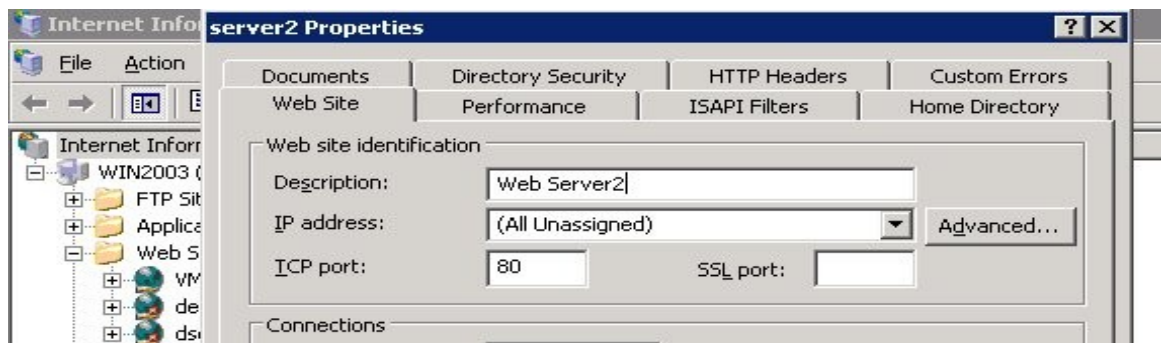 Internet Infor
server2 Properties
File Action
Documents Directory Security HTTP Headers Custom Errors
Web Site Performance ISAPI Filters Home Directory
Internet Inforr
WIN2003 (
FTP Sit
Applica
Web S
VM
de
ds
Web site identification
Description: Web Server2
IP address: (All Unassigned) Advanced...
TCP port: 80 SSL port:
Connections